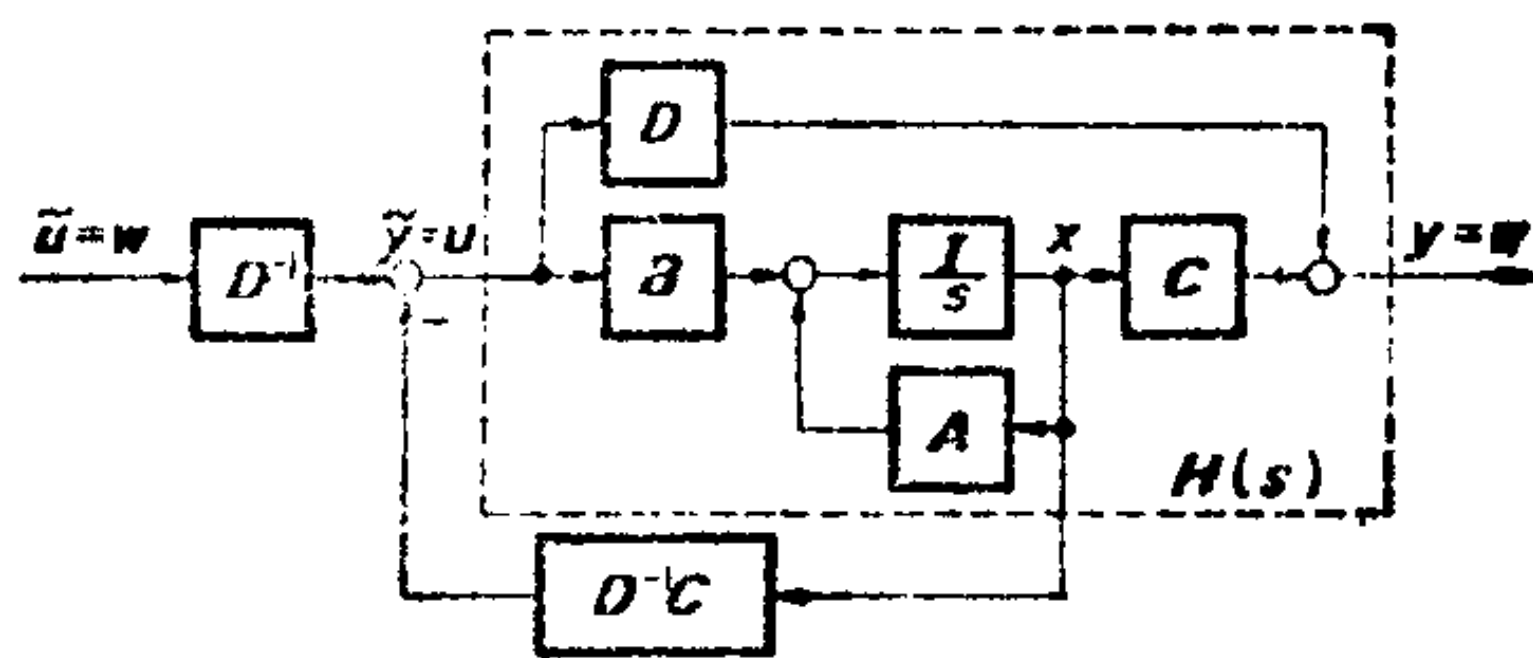 D
ũ = w
D⁻¹
ỹ = u
B
I/s
x
C
y = w
−
A
H(s)
D⁻¹C